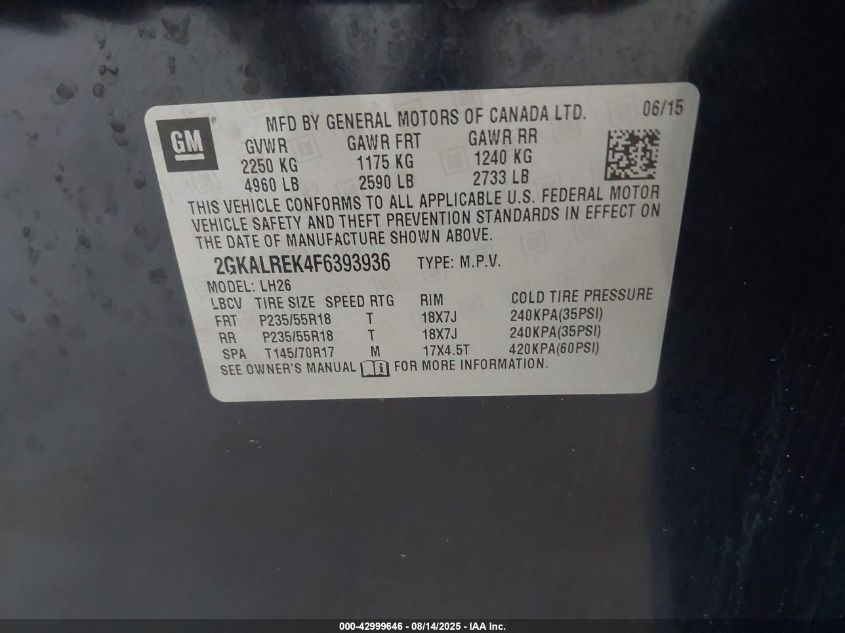 GM
MFD BY GENERAL MOTORS OF CANADA LTD. 06/15
GVWR GAWR FRT GAWR RR
2250 KG 1175 KG 1240 KG
4960 LB 2590 LB 2733 LB
THIS VEHICLE CONFORMS TO ALL APPLICABLE U.S. FEDERAL MOTOR
VEHICLE SAFETY AND THEFT PREVENTION STANDARDS IN EFFECT ON
THE DATE OF MANUFACTURE SHOWN ABOVE.
2GKALREK4F6393936 TYPE: M.P.V.
MODEL: LH26
LBCV TIRE SIZE SPEED RTG RIM COLD TIRE PRESSURE
FRT P235/55R18 T 18X7J 240KPA(35PSI)
RR P235/55R18 T 18X7J 240KPA(35PSI)
SPA T145/70R17 M 17X4.5T 420KPA(60PSI)
SEE OWNER'S MANUAL FOR MORE INFORMATION.
000-42999646 - 08/14/2025 - IAA Inc.